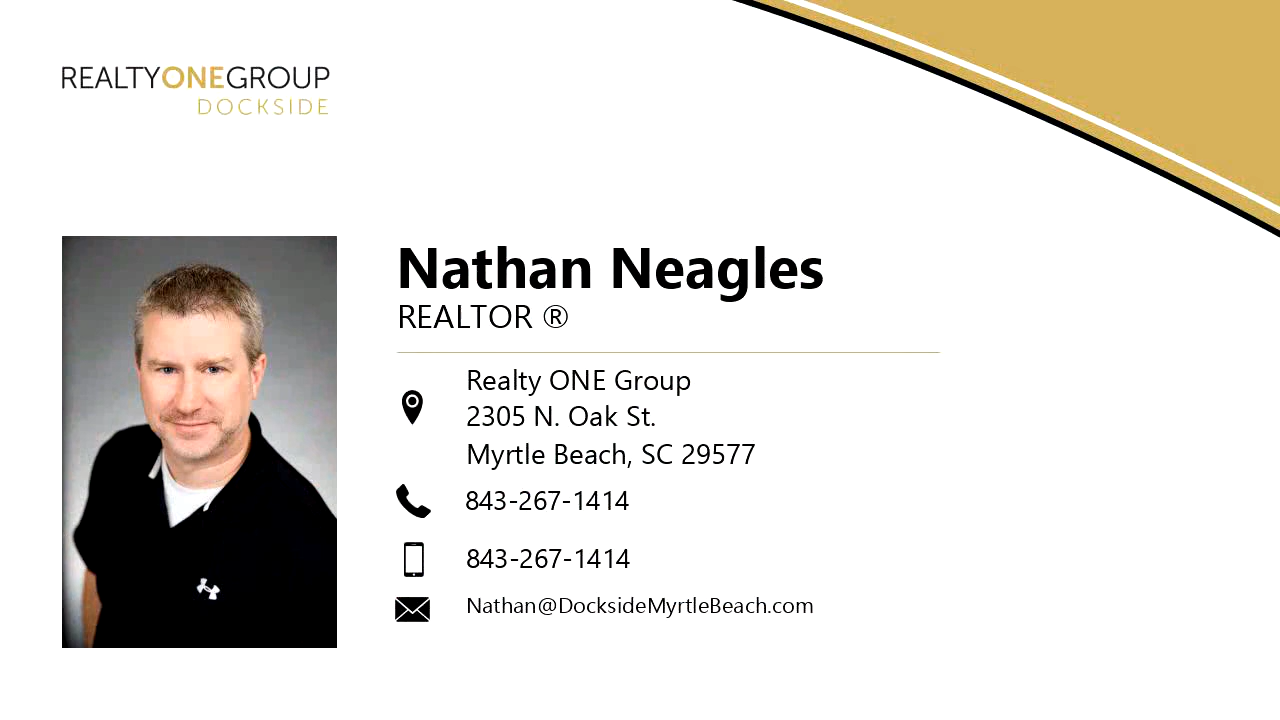 REALTYONEGROUP
DOCKSIDE
Nathan Neagles
REALTOR ®
Realty ONE Group
2305 N. Oak St.
Myrtle Beach, SC 29577
843-267-1414
843-267-1414
Nathan@DocksideMyrtleBeach.com